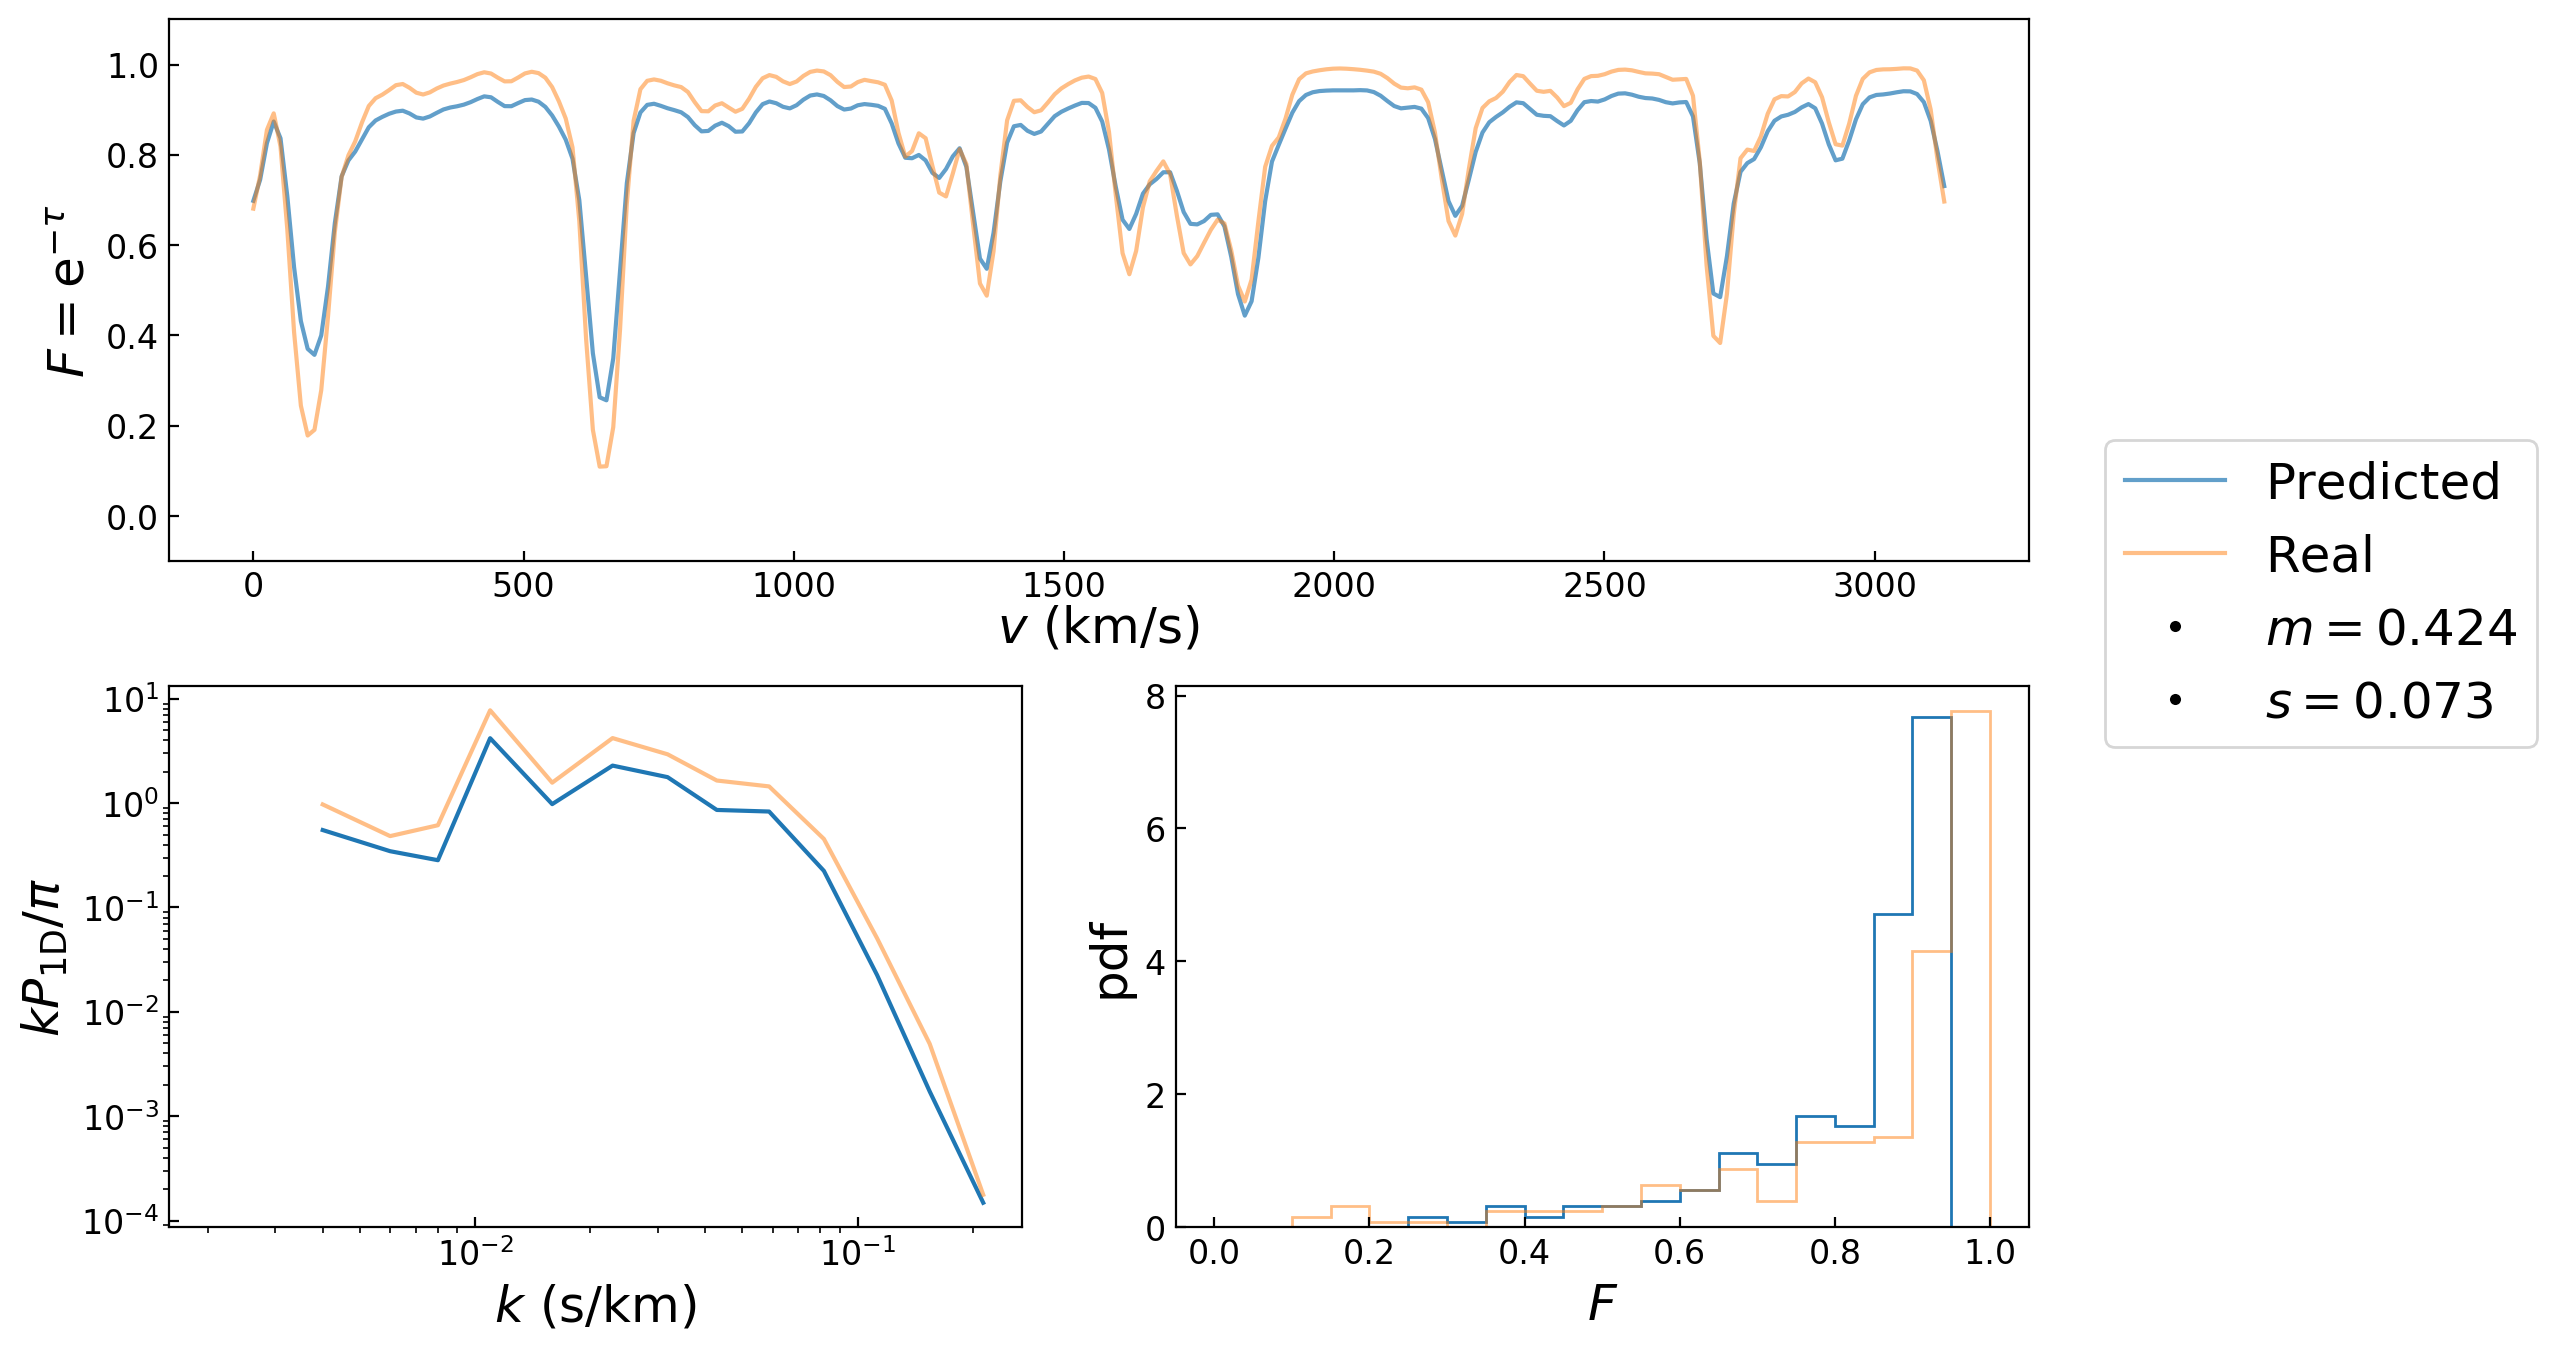 F = e^{−τ}
1.0
0.8
0.6
0.4
0.2
0.0
0 500 1000 1500 2000 2500 3000
v (km/s)
Predicted
Real
m = 0.424
s = 0.073
kP_{1D}/π
10^1
10^0
10^{−1}
10^{−2}
10^{−3}
10^{−4}
10^{−2} 10^{−1}
k (s/km)
pdf
8
6
4
2
0
0.0 0.2 0.4 0.6 0.8 1.0
F